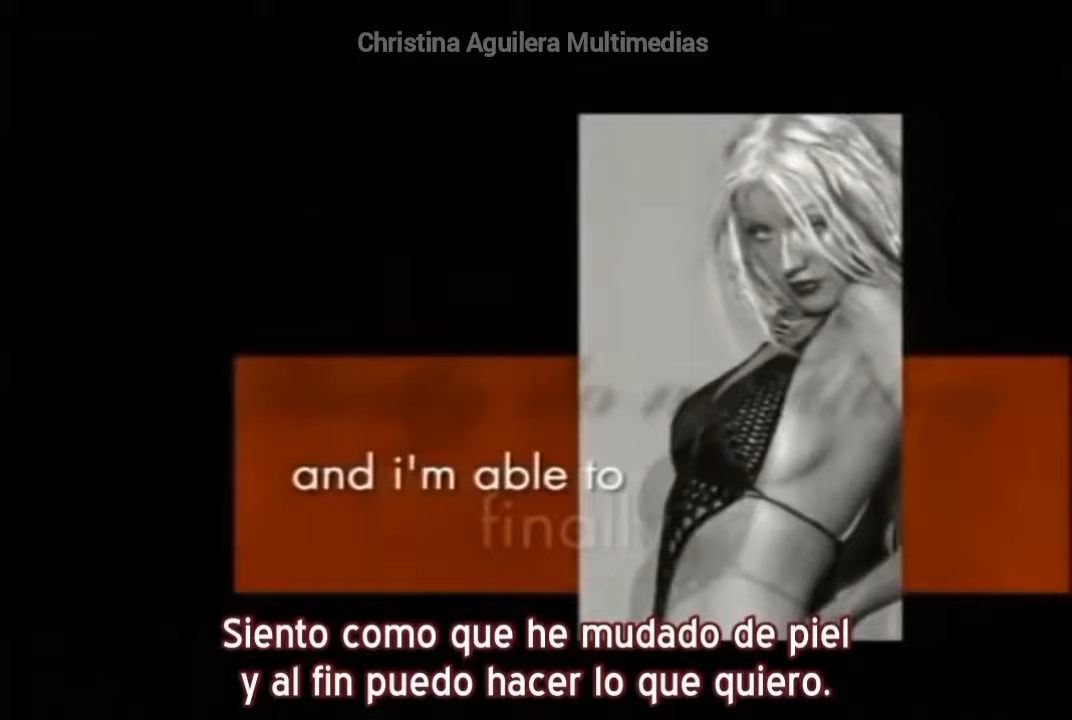 Christina Aguilera Multimedias
and i'm able to
Siento como que he mudado de piel
y al fin puedo hacer lo que quiero.